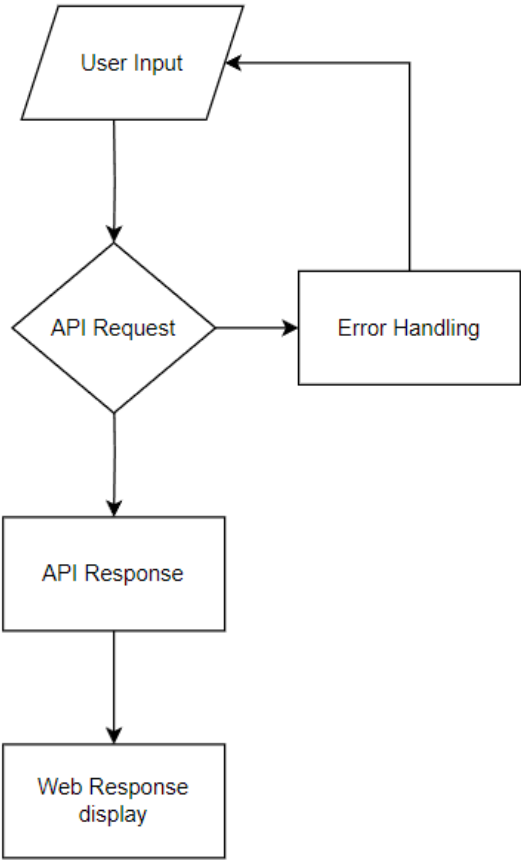 User Input
API Request
Error Handling
API Response
Web Response
display